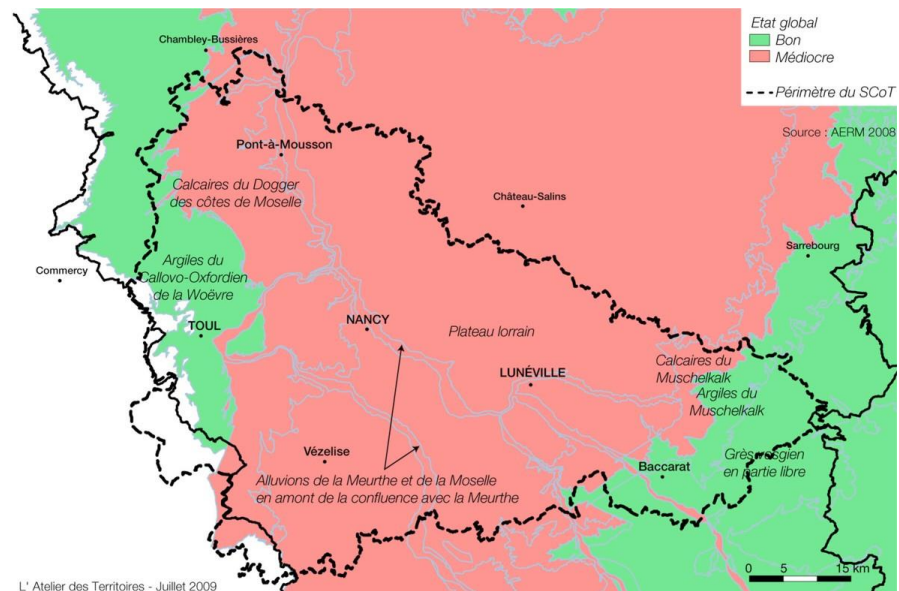 Etat global
Bon
Médiocre
Périmètre du SCoT
Source : AERM 2008
Chambley-Bussières
Pont-à-Mousson
Calcaires du Dogger
des côtes de Moselle
Château-Salins
Sarrebourg
Argiles du
Callovo-Oxfordien
de la Woëvre
Commercy
TOUL
NANCY
Plateau lorrain
LUNÉVILLE
Calcaires du
Muschelkalk
Argiles du
Muschelkalk
Vézelise
Baccarat
Grès vosgien
en partie libre
Alluvions de la Meurthe et de la Moselle
en amont de la confluence avec la Meurthe
0 5 15 km
L' Atelier des Territoires - Juillet 2009